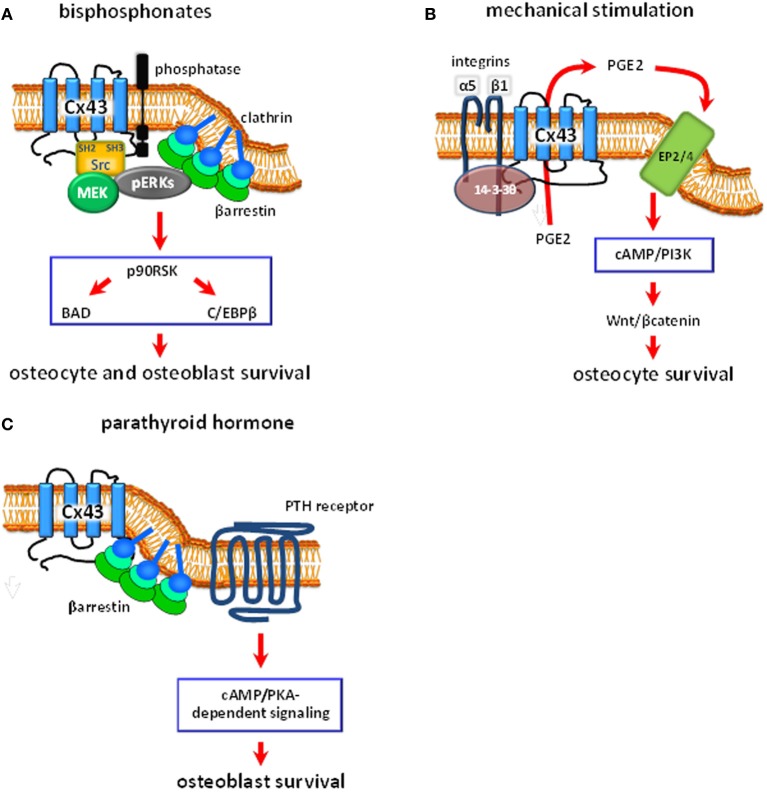 A
bisphosphonates
phosphatase
Cx43
clathrin
SH2 SH3
Src
MEK
pERKs
βarrestin
p90RSK
BAD
C/EBPβ
osteocyte and osteoblast survival
B
mechanical stimulation
integrins
α5 β1
PGE2
Cx43
EP2/4
14-3-3θ
PGE2
cAMP/PI3K
Wnt/βcatenin
osteocyte survival
C
parathyroid hormone
Cx43
PTH receptor
βarrestin
cAMP/PKA-
dependent signaling
osteoblast survival